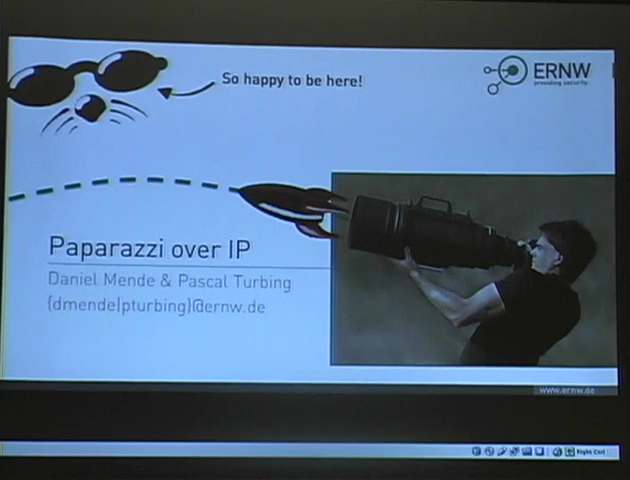 So happy to be here!
ERNW
providing security.
Paparazzi over IP
Daniel Mende & Pascal Turbing
{dmende|pturbing}@ernw.de
www.ernw.de
Right Ctrl